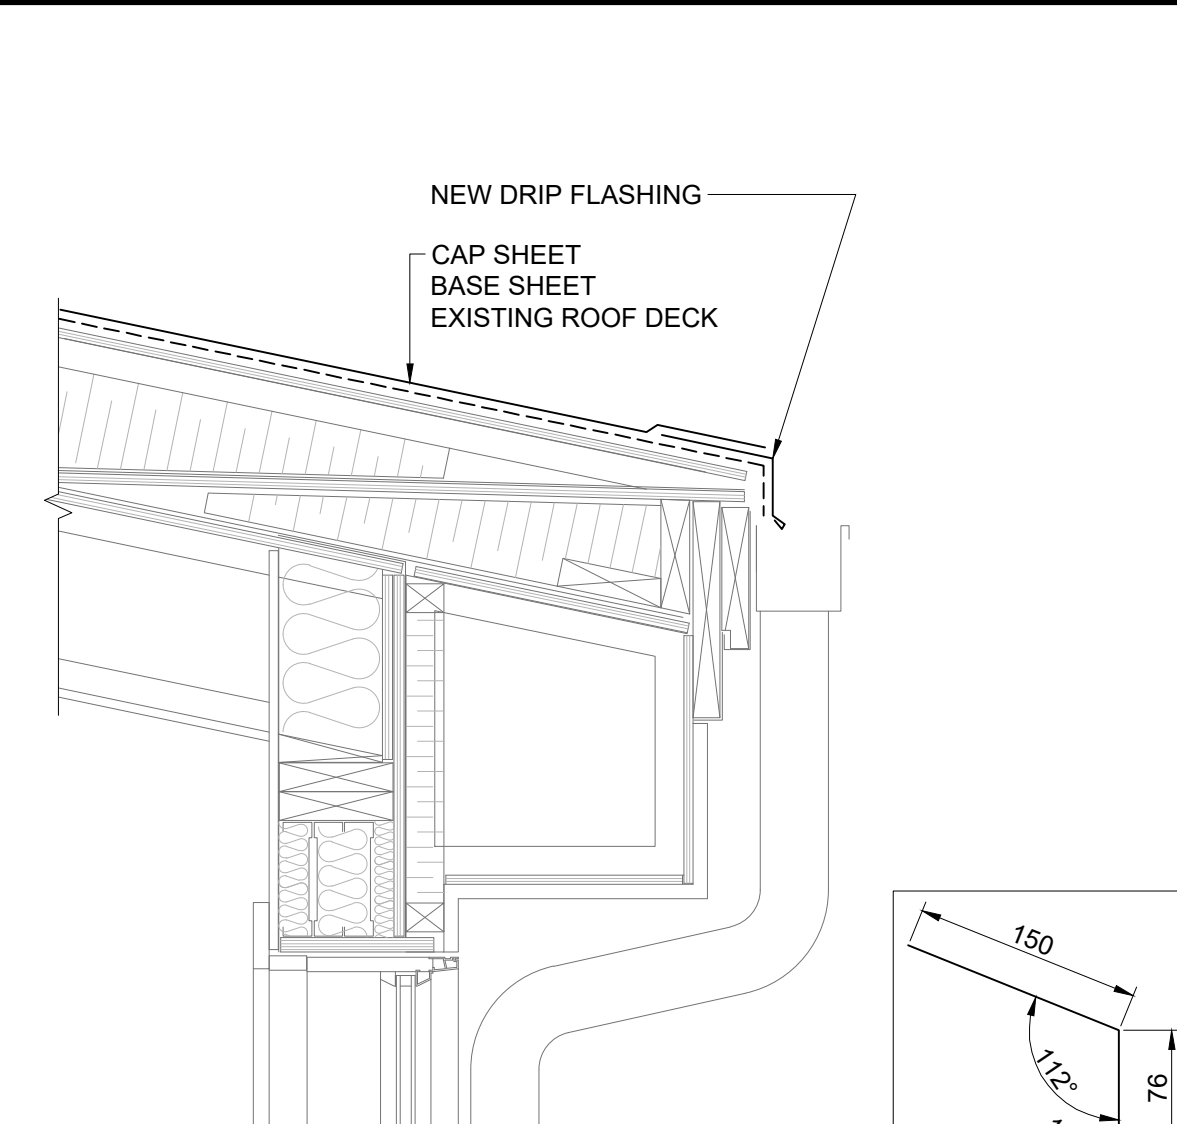 NEW DRIP FLASHING
CAP SHEET
BASE SHEET
EXISTING ROOF DECK
150
112°
76